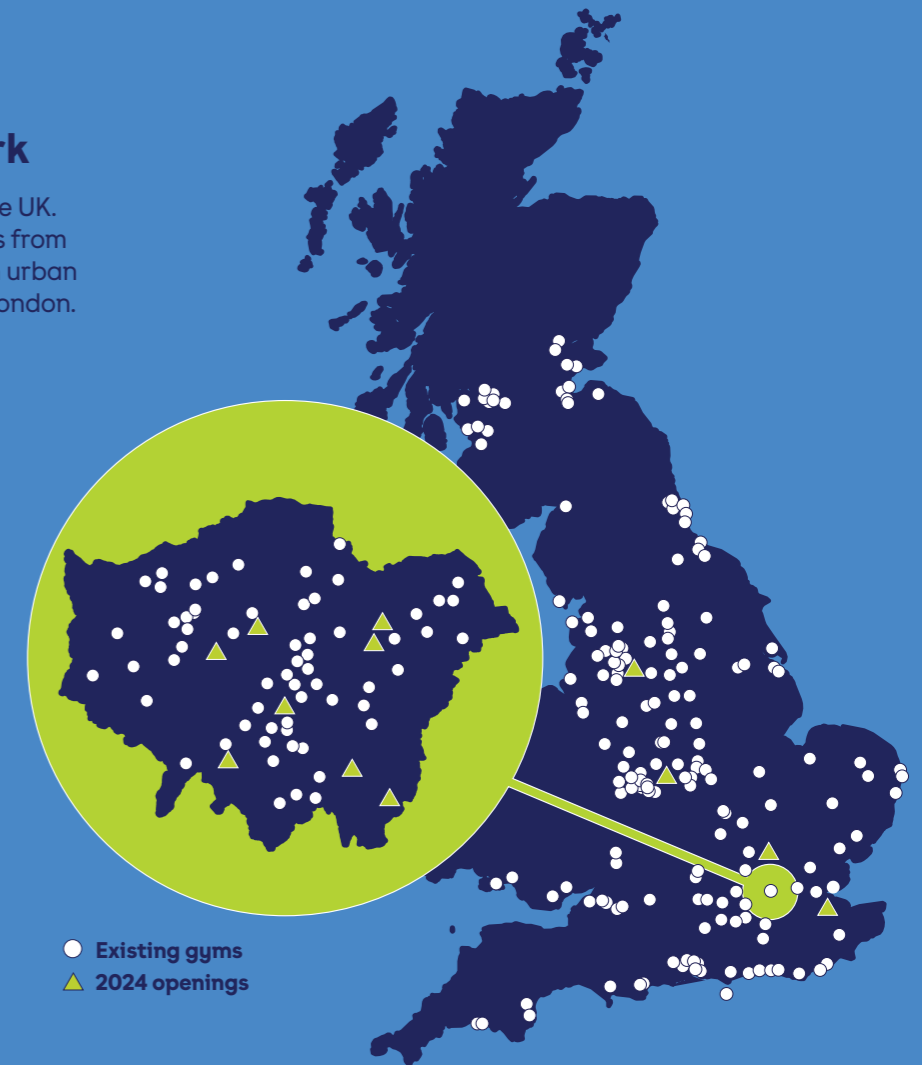 rk
e UK.
s from
urban
ondon.
Existing gyms
2024 openings